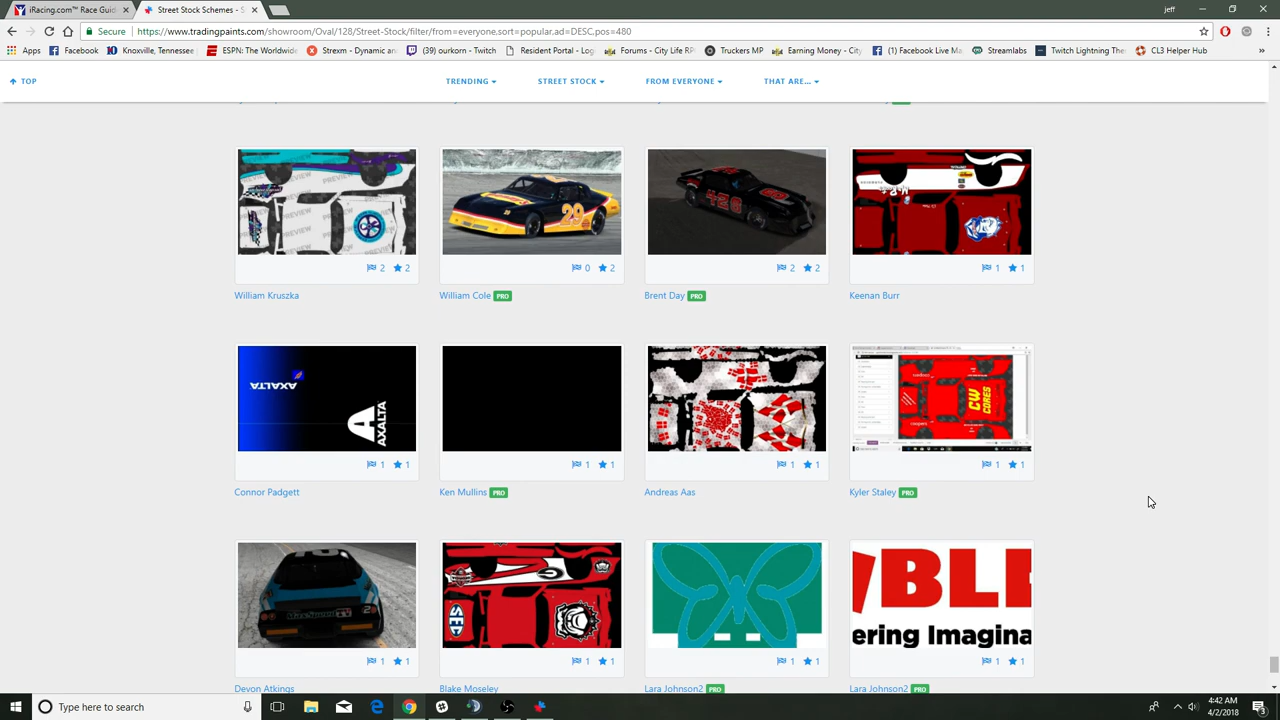 iRacing.com™ Race Guid
Street Stock Schemes - S
Secure
https://www.tradingpaints.com/showroom/Oval/128/Street-Stock/filter/from=everyone,sort=popular,ad=DESC,pos=480
Apps
Facebook
Knoxville, Tennessee
ESPN: The Worldwide
Strexm - Dynamic an
(39) ourkorn - Twitch
Resident Portal - Log
Forums - City Life RP
Truckers MP
Earning Money - City
(1) Facebook Live Ma
Streamlabs
Twitch Lightning The
CL3 Helper Hub
TOP
TRENDING
STREET STOCK
FROM EVERYONE
THAT ARE...
PREVIEW
29
2 2
0 2
2 2
1 1
William Kruszka
William Cole PRO
Brent Day PRO
Keenan Burr
AXALTA
A
AXALTA
CW CORES
1 1
1 1
1 1
1 1
Connor Padgett
Ken Mullins PRO
Andreas Aas
Kyler Staley PRO
BL
ering Imagina
1 1
1 1
1 1
1 1
Devon Atkings
Blake Moseley
Lara Johnson2 PRO
Lara Johnson2 PRO
Type here to search
4:42 AM
4/2/2018